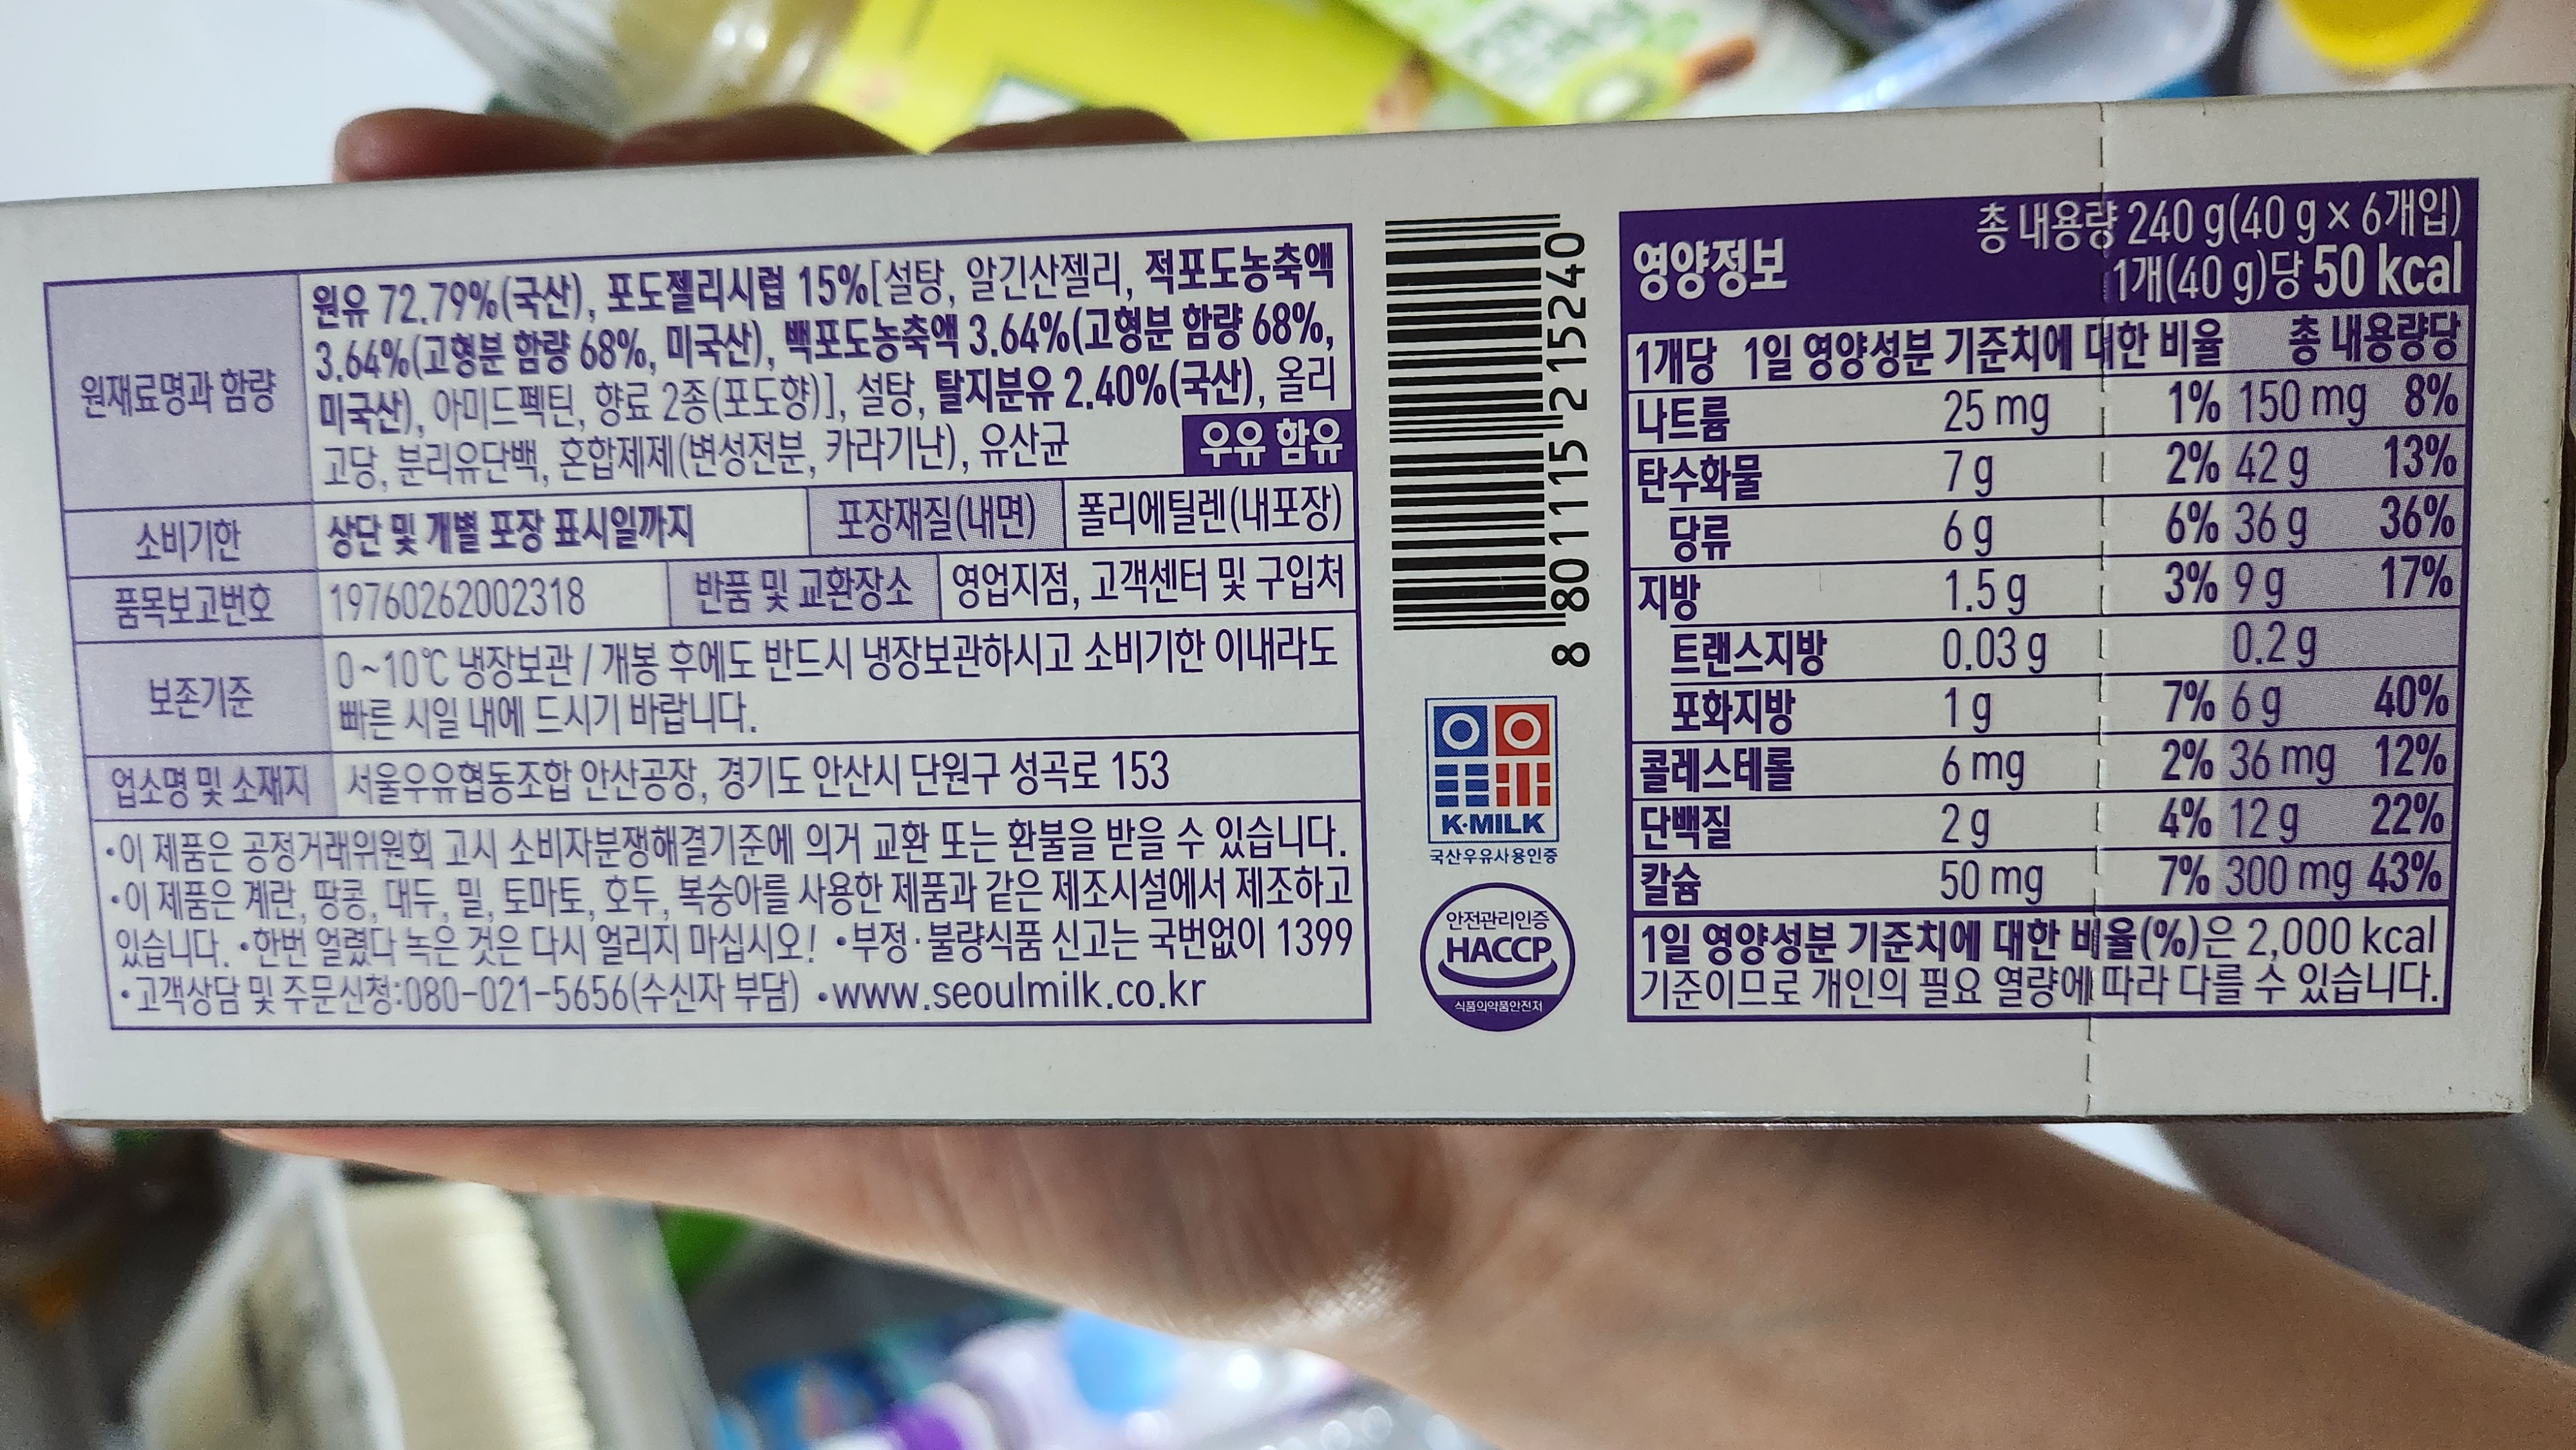 원재료명과 함량
원유 72.79%(국산), 포도젤리시럽 15%[설탕, 알긴산젤리, 적포도농축액
3.64%(고형분 함량 68%, 미국산), 백포도농축액 3.64%(고형분 함량 68%,
미국산), 아미드펙틴, 향료 2종(포도향)], 설탕, 탈지분유 2.40%(국산), 올리
고당, 분리유단백, 혼합제제(변성전분, 카라기난), 유산균 우유 함유
소비기한 상단 및 개별 포장 표시일까지 포장재질(내면) 폴리에틸렌(내포장)
품목보고번호 19760262002318 반품 및 교환장소 영업지점, 고객센터 및 구입처
보존기준
0~10℃ 냉장보관 / 개봉 후에도 반드시 냉장보관하시고 소비기한 이내라도
빠른 시일 내에 드시기 바랍니다.
업소명 및 소재지 서울우유협동조합 안산공장, 경기도 안산시 단원구 성곡로 153
•이 제품은 공정거래위원회 고시 소비자분쟁해결기준에 의거 교환 또는 환불을 받을 수 있습니다.
•이 제품은 계란, 땅콩, 대두, 밀, 토마토, 호두, 복숭아를 사용한 제품과 같은 제조시설에서 제조하고
있습니다. •한번 얼렸다 녹은 것은 다시 얼리지 마십시오! •부정·불량식품 신고는 국번없이 1399
•고객상담 및 주문신청:080-021-5656(수신자 부담) •www.seoulmilk.co.kr
8 801115 215240
K·MILK
국산우유사용인증
안전관리인증
HACCP
식품의약품안전처
영양정보
총 내용량 240 g(40 g × 6개입)
1개(40 g)당 50 kcal
1개당 1일 영양성분 기준치에 대한 비율 총 내용량당
나트륨 25 mg 1% 150 mg 8%
탄수화물 7 g 2% 42 g 13%
당류 6 g 6% 36 g 36%
지방 1.5 g 3% 9 g 17%
트랜스지방 0.03 g 0.2 g
포화지방 1 g 7% 6 g 40%
콜레스테롤 6 mg 2% 36 mg 12%
단백질 2 g 4% 12 g 22%
칼슘 50 mg 7% 300 mg 43%
1일 영양성분 기준치에 대한 비율(%)은 2,000 kcal
기준이므로 개인의 필요 열량에 따라 다를 수 있습니다.